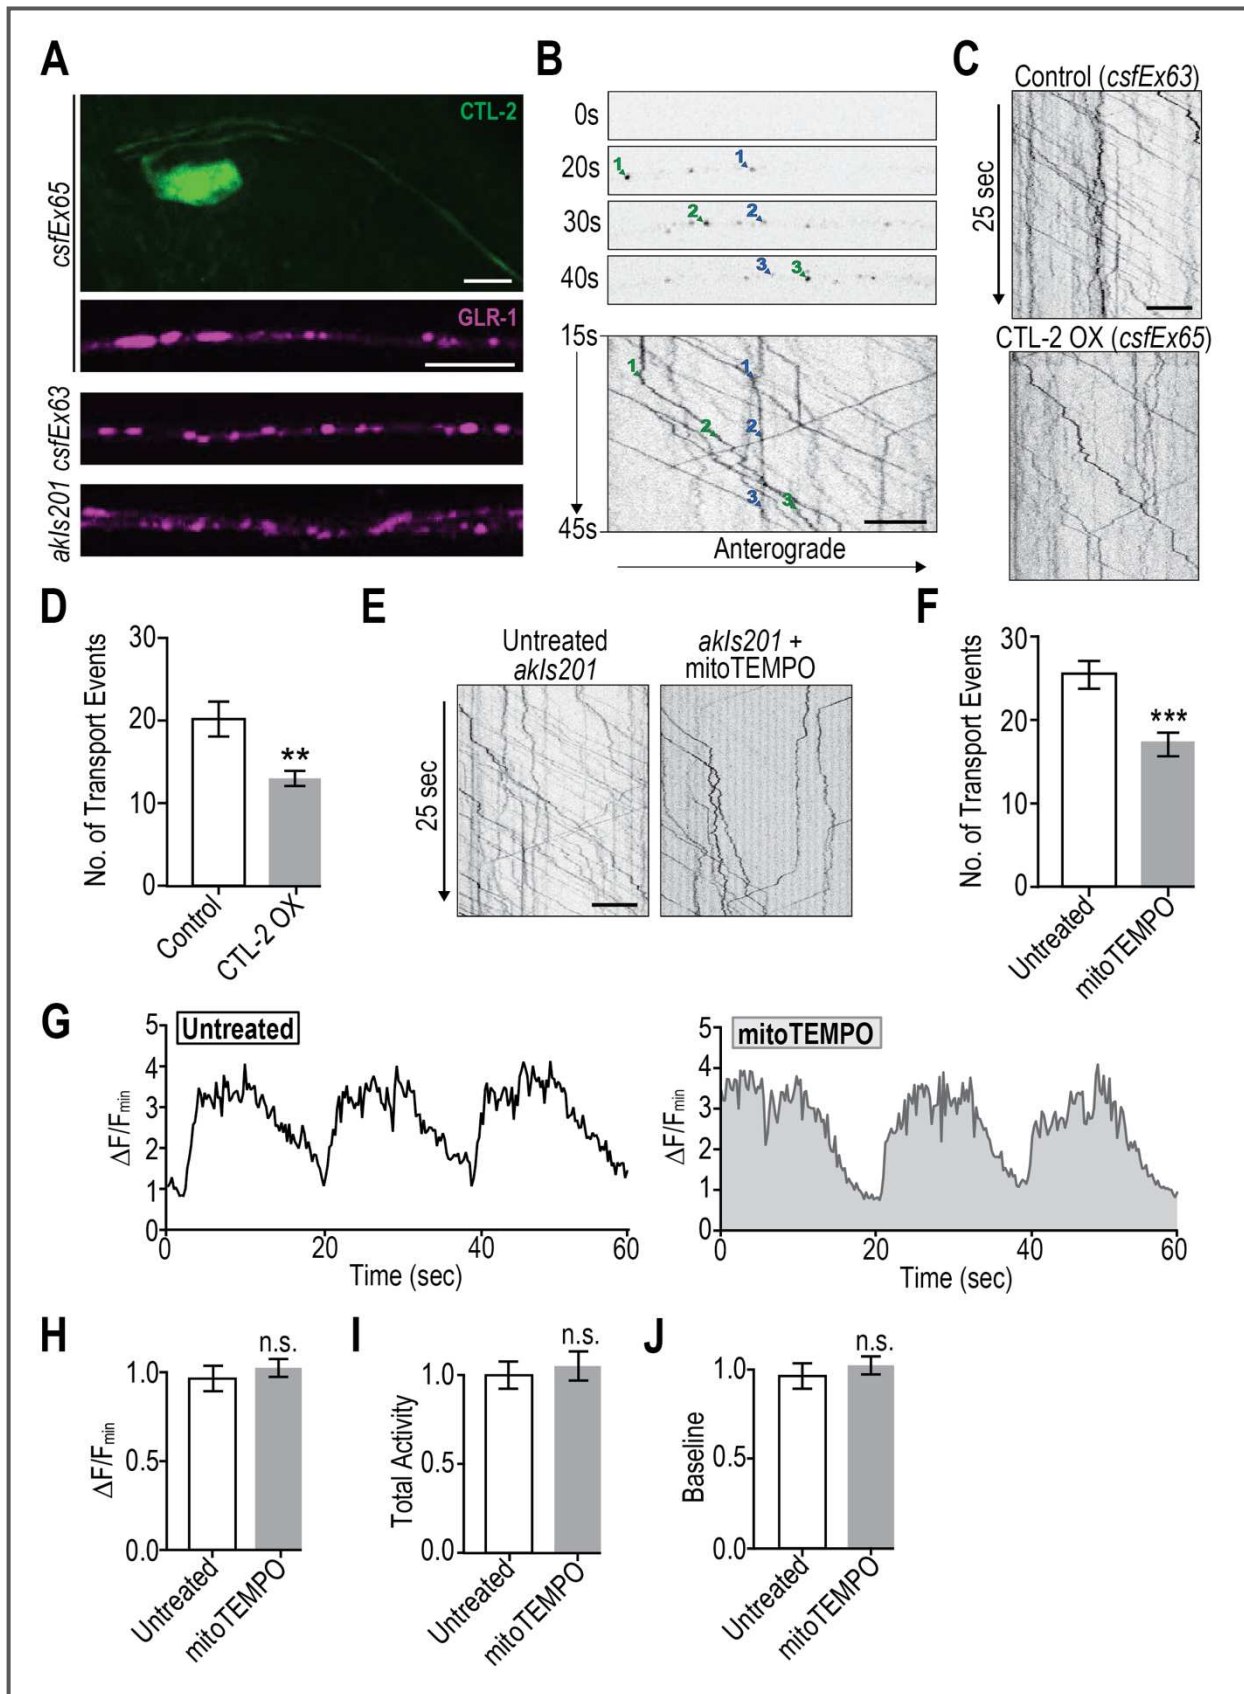 A
CTL-2
csfEx65
GLR-1
csfEx63
akIs201
B
0s
20s
1
1
30s
2
2
40s
3
3
15s
1
1
2
2
3
3
45s
Anterograde
C
Control (csfEx63)
25 sec
CTL-2 OX (csfEx65)
D
No. of Transport Events
30
20
10
0
**
Control
CTL-2 OX
E
Untreated
akIs201
akIs201 +
mitoTEMPO
25 sec
F
No. of Transport Events
30
20
10
0
***
Untreated
mitoTEMPO
G
Untreated
ΔF/Fmin
5
4
3
2
1
0
0 20 40 60
Time (sec)
mitoTEMPO
ΔF/Fmin
5
4
3
2
1
0
0 20 40 60
Time (sec)
H
n.s.
ΔF/Fmin
1.0
0.5
0.0
Untreated
mitoTEMPO
I
n.s.
Total Activity
1.0
0.5
0.0
Untreated
mitoTEMPO
J
n.s.
Baseline
1.0
0.5
0.0
Untreated
mitoTEMPO